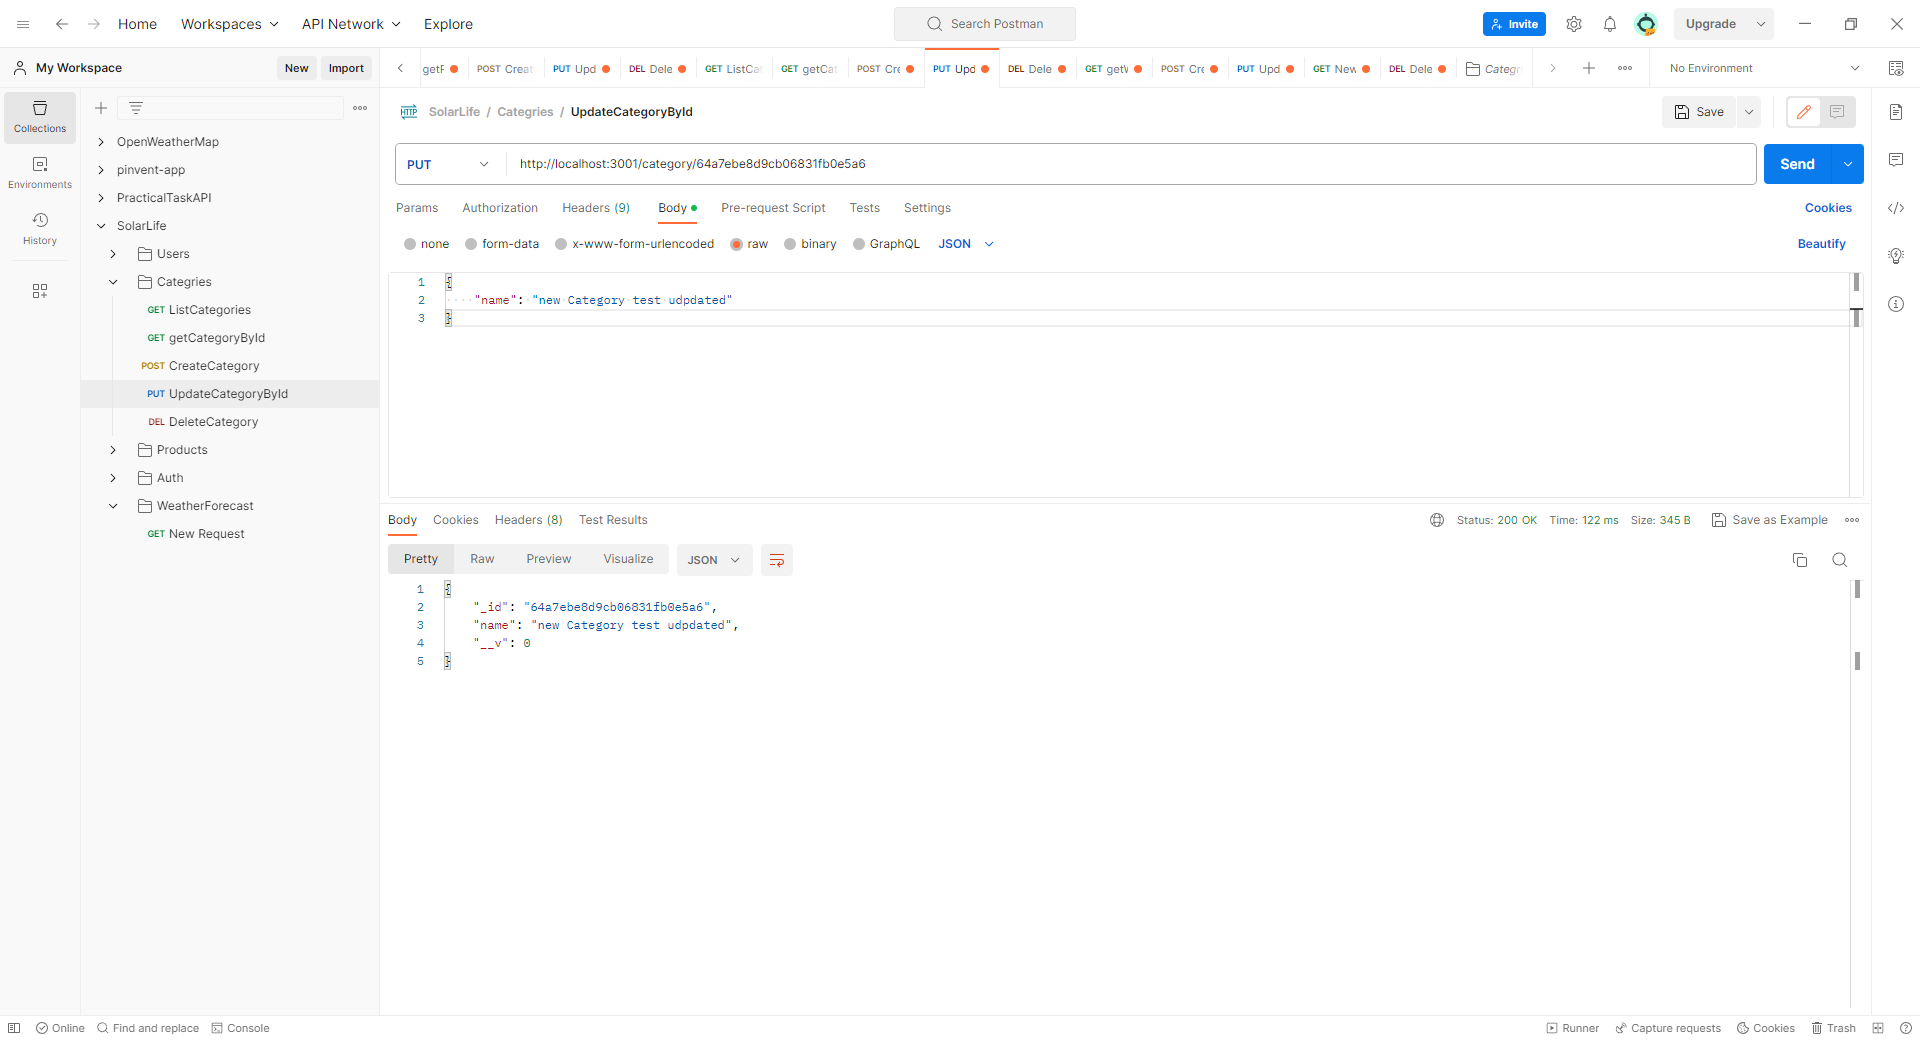 Home Workspaces API Network Explore Search Postman Invite Upgrade
My Workspace New Import
getF POST Creat PUT Upd DEL Dele GET ListCat GET getCat POST Cre PUT Upd DEL Dele GET getV POST Cre PUT Upd GET New DEL Dele Categri No Environment
Collections
Environments
History
OpenWeatherMap
pinvent-app
PracticalTaskAPI
SolarLife
Users
Categries
GET ListCategories
GET getCategoryById
POST CreateCategory
PUT UpdateCategoryById
DEL DeleteCategory
Products
Auth
WeatherForecast
GET New Request
HTTP SolarLife / Categries / UpdateCategoryById Save
PUT http://localhost:3001/category/64a7ebe8d9cb06831fb0e5a6 Send
Params Authorization Headers (9) Body Pre-request Script Tests Settings Cookies
none form-data x-www-form-urlencoded raw binary GraphQL JSON Beautify
1 {
2 ····"name":·"new·Category·test·udpdated"
3 }
Body Cookies Headers (8) Test Results Status: 200 OK Time: 122 ms Size: 345 B Save as Example
Pretty Raw Preview Visualize JSON
1 {
2 "_id": "64a7ebe8d9cb06831fb0e5a6",
3 "name": "new Category test udpdated",
4 "__v": 0
5 }
Online Find and replace Console Runner Capture requests Cookies Trash